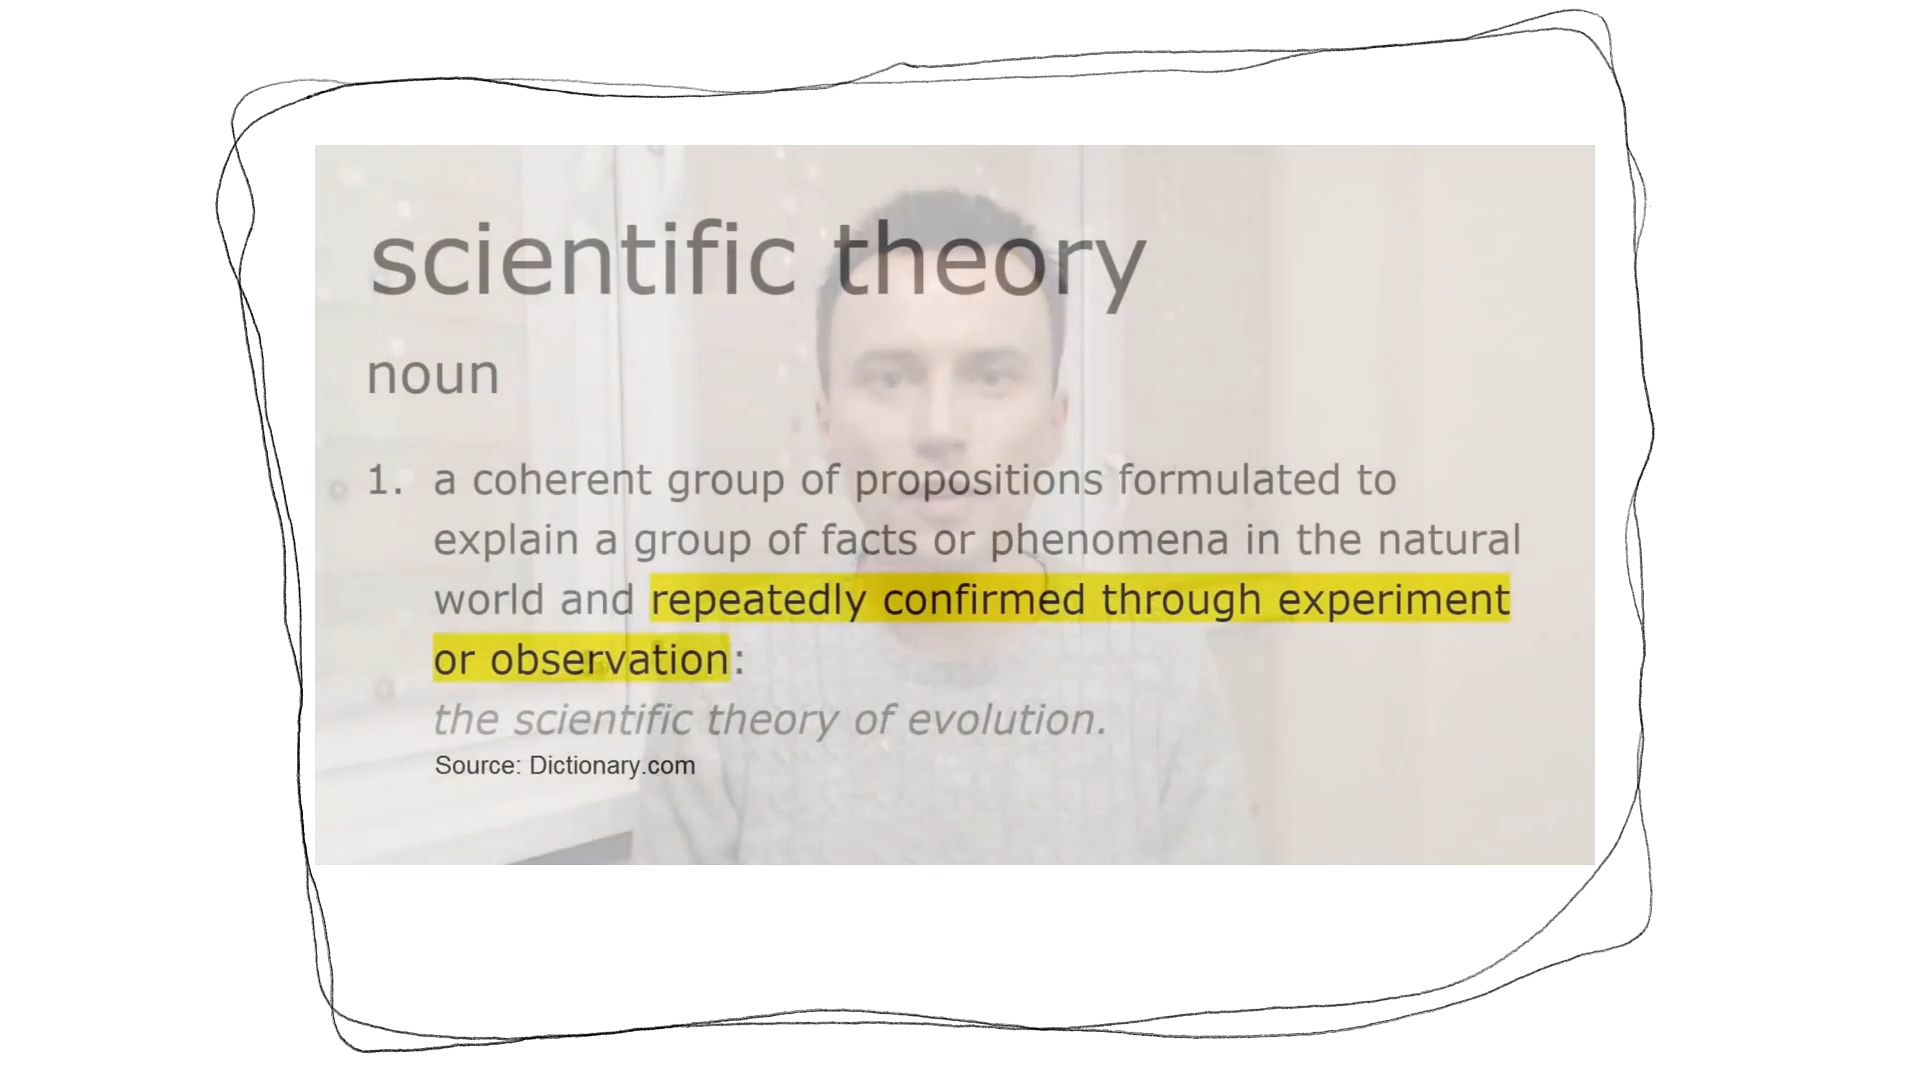 scientific theory
noun
1. a coherent group of propositions formulated to
explain a group of facts or phenomena in the natural
world and repeatedly confirmed through experiment
or observation:
the scientific theory of evolution.
Source: Dictionary.com